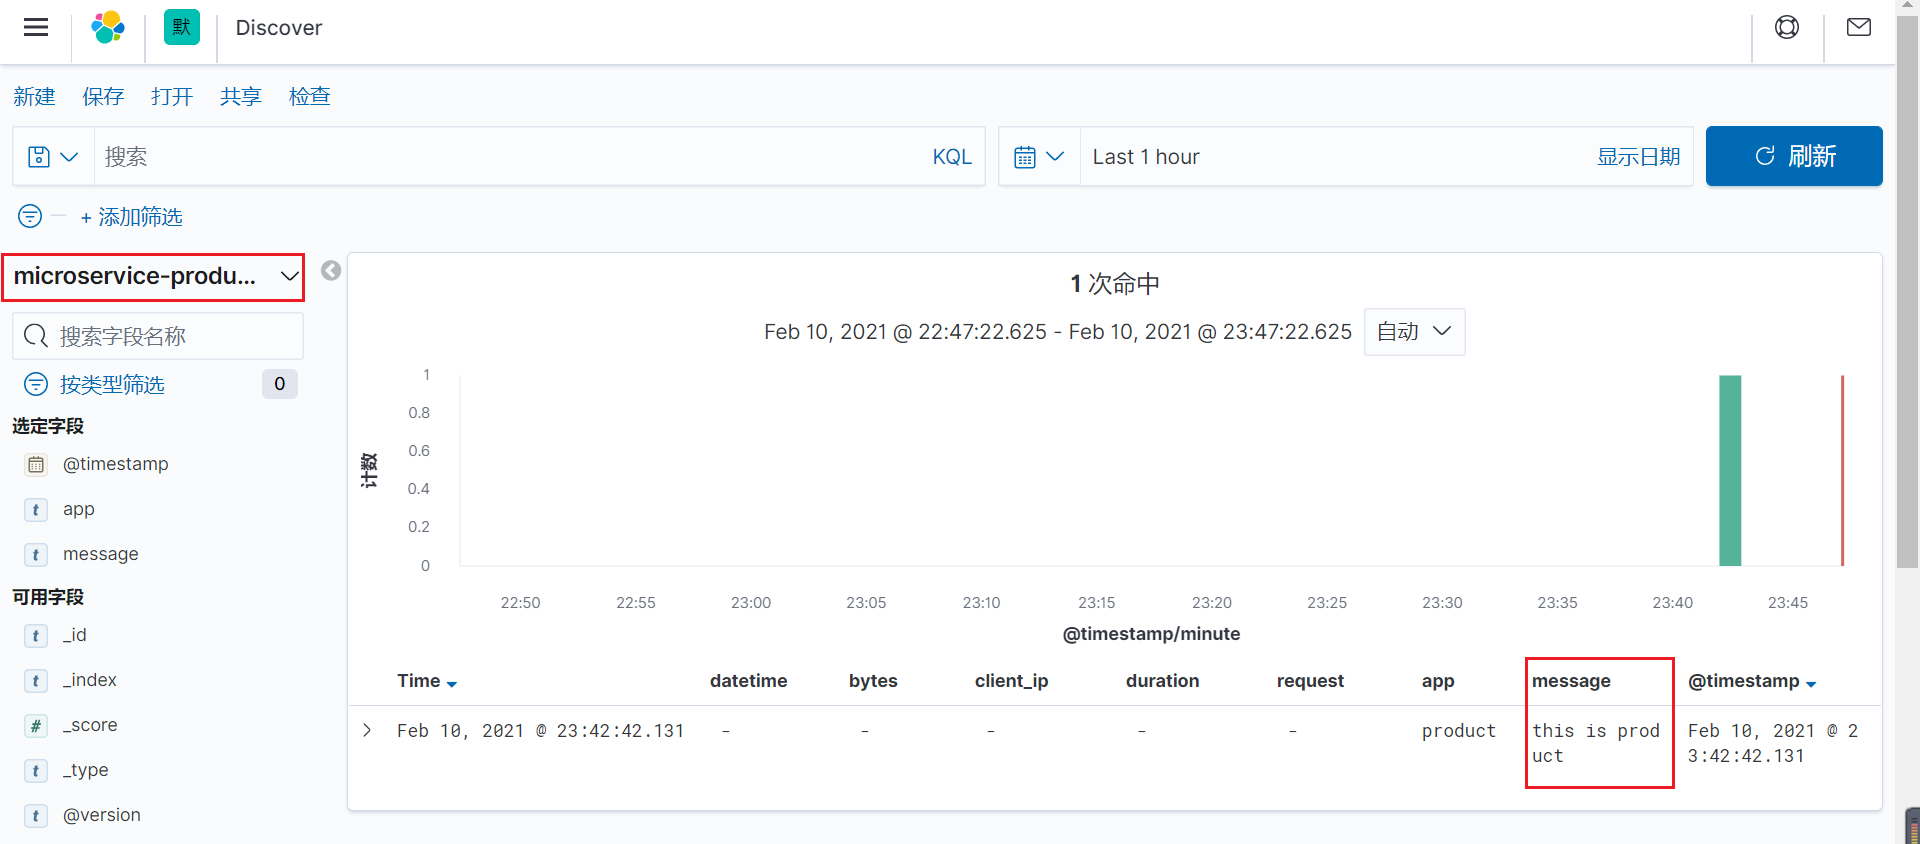 默 Discover
新建 保存 打开 共享 检查
搜索 KQL Last 1 hour 显示日期 刷新
+ 添加筛选
microservice-produ...
搜索字段名称
按类型筛选 0
选定字段
@timestamp
t app
t message
可用字段
t _id
t _index
# _score
t _type
t @version
1 次命中
Feb 10, 2021 @ 22:47:22.625 - Feb 10, 2021 @ 23:47:22.625 自动
计数
1
0.8
0.6
0.4
0.2
0
22:50 22:55 23:00 23:05 23:10 23:15 23:20 23:25 23:30 23:35 23:40 23:45
@timestamp/minute
Time datetime bytes client_ip duration request app message @timestamp
Feb 10, 2021 @ 23:42:42.131 - - - - - product this is prod Feb 10, 2021 @ 2
uct 3:42:42.131